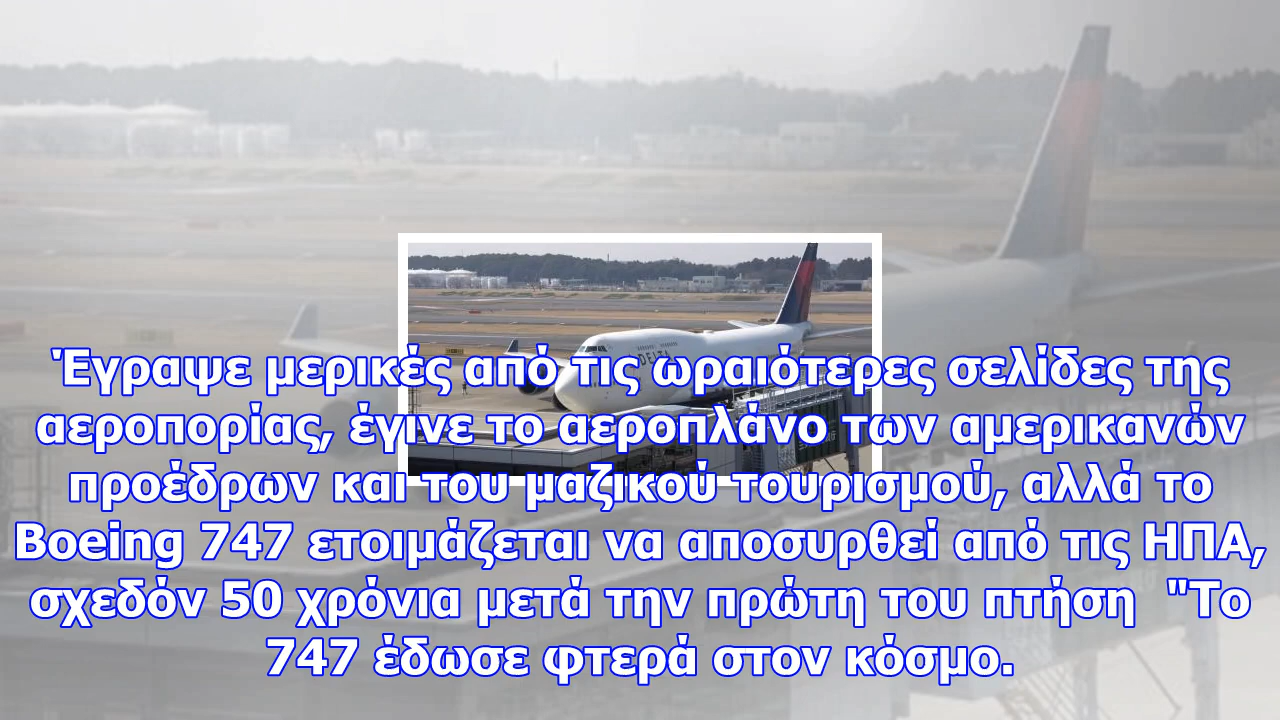 Έγραψε μερικές από τις ωραιότερες σελίδες της
αεροπορίας, έγινε το αεροπλάνο των αμερικανών
προέδρων και του μαζικού τουρισμού, αλλά το
Boeing 747 ετοιμάζεται να αποσυρθεί από τις ΗΠΑ,
σχεδόν 50 χρόνια μετά την πρώτη του πτήση "Το
747 έδωσε φτερά στον κόσμο.
DELTA